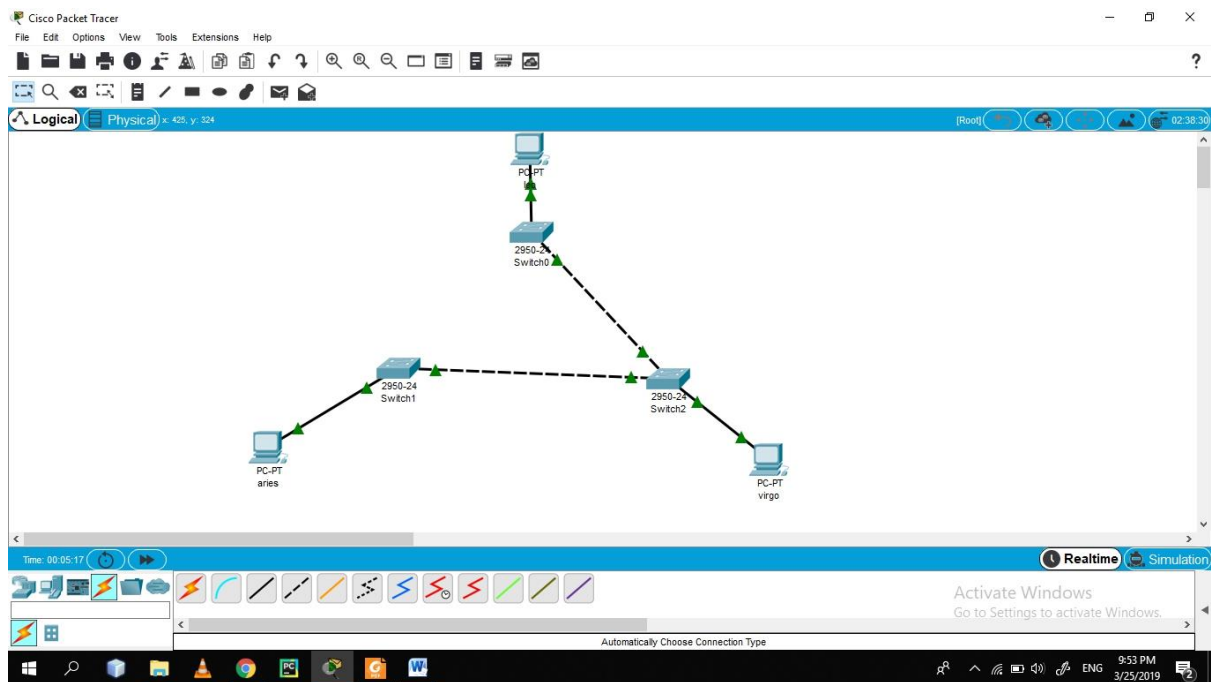 Cisco Packet Tracer
File Edit Options View Tools Extensions Help
?
Logical Physical x: 425, y: 324 [Root] 02:38:30
PC-PT
2950-24
Switch0
2950-24
Switch1
2950-24
Switch2
PC-PT
aries
PC-PT
virgo
Time: 00:05:17 Realtime Simulation
Activate Windows
Go to Settings to activate Windows.
Automatically Choose Connection Type
ENG 9:53 PM
3/25/2019